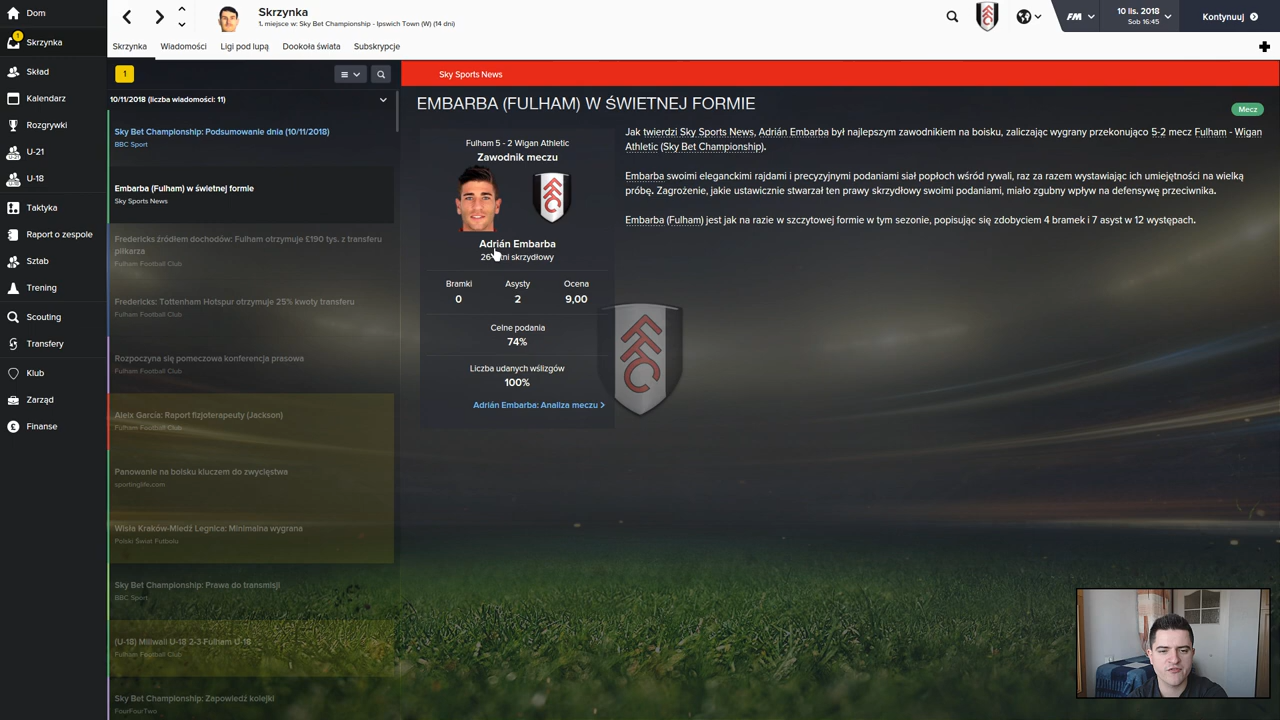 Dom
1
Skrzynka
Skład
Kalendarz
Rozgrywki
U-21
U-18
Taktyka
Raport o zespole
Sztab
Trening
Scouting
Transfery
Klub
Zarząd
Finanse
Skrzynka
1. miejsce w: Sky Bet Championship - Ipswich Town (W) (14 dni)
FM
10 lis. 2018
Sob 16:45
Kontynuuj
Skrzynka
Wiadomości
Ligi pod lupą
Dookoła świata
Subskrypcje
1
10/11/2018 (liczba wiadomości: 11)
Sky Bet Championship: Podsumowanie dnia (10/11/2018)
BBC Sport
Embarba (Fulham) w świetnej formie
Sky Sports News
Fredericks źródłem dochodów: Fulham otrzymuje £190 tys. z transferu
piłkarza
Fulham Football Club
Fredericks: Tottenham Hotspur otrzymuje 25% kwoty transferu
Fulham Football Club
Rozpoczyna się pomeczowa konferencja prasowa
Fulham Football Club
Aleix García: Raport fizjoterapeuty (Jackson)
Fulham Football Club
Panowanie na boisku kluczem do zwycięstwa
sportinglife.com
Wisła Kraków-Miedź Legnica: Minimalna wygrana
Polski Świat Futbolu
Sky Bet Championship: Prawa do transmisji
BBC Sport
(U-18) Millwall U-18 2-3 Fulham U-18
Fulham Football Club
Sky Bet Championship: Zapowiedź kolejki
FourFourTwo
Sky Sports News
EMBARBA (FULHAM) W ŚWIETNEJ FORMIE
Mecz
Fulham 5 - 2 Wigan Athletic
Zawodnik meczu
Adrián Embarba
skrzydłowy
Bramki
Asysty
Ocena
0
2
9,00
Celne podania
74%
Liczba udanych wślizgów
100%
Adrián Embarba: Analiza meczu >
Jak twierdzi Sky Sports News, Adrián Embarba był najlepszym zawodnikiem na boisku, zaliczając wygrany przekonująco 5-2 mecz Fulham - Wigan
Athletic (Sky Bet Championship).
Embarba swoimi eleganckimi rajdami i precyzyjnymi podaniami siał popłoch wśród rywali, raz za razem wystawiając ich umiejętności na wielką
próbę. Zagrożenie, jakie ustawicznie stwarzał ten prawy skrzydłowy swoimi podaniami, miało zgubny wpływ na defensywę przeciwnika.
Embarba (Fulham) jest jak na razie w szczytowej formie w tym sezonie, popisując się zdobyciem 4 bramek i 7 asyst w 12 występach.